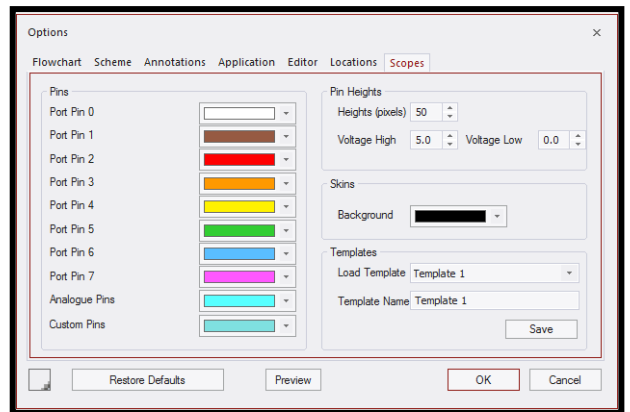 Options
Flowchart Scheme Annotations Application Editor Locations Scopes
Pins
Port Pin 0
Port Pin 1
Port Pin 2
Port Pin 3
Port Pin 4
Port Pin 5
Port Pin 6
Port Pin 7
Analogue Pins
Custom Pins
Pin Heights
Heights (pixels) 50
Voltage High 5.0 Voltage Low 0.0
Skins
Background
Templates
Load Template Template 1
Template Name Template 1
Save
Restore Defaults Preview OK Cancel